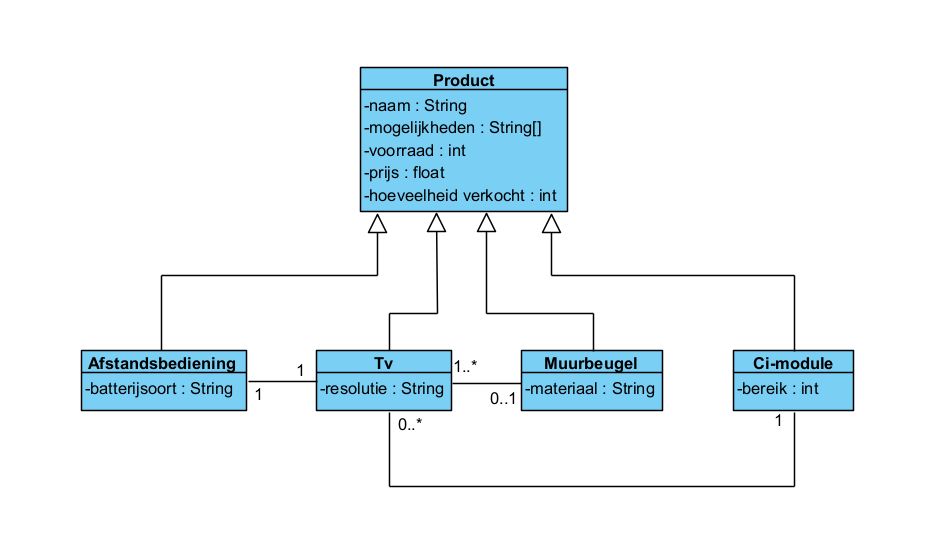 Product
-naam : String
-mogelijkheden : String[]
-voorraad : int
-prijs : float
-hoeveelheid verkocht : int
Afstandsbediening
-batterijsoort : String
1
1
Tv
-resolutie : String
1..*
0..1
Muurbeugel
-materiaal : String
Ci-module
-bereik : int
0..*
1